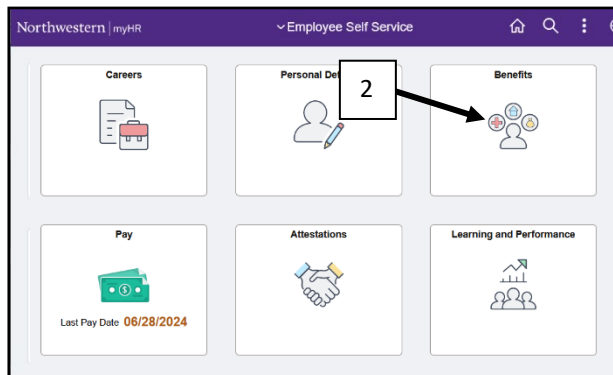 Northwestern | myHR
Employee Self Service
Careers
Personal De
Benefits
2
Pay
Last Pay Date 06/28/2024
Attestations
Learning and Performance